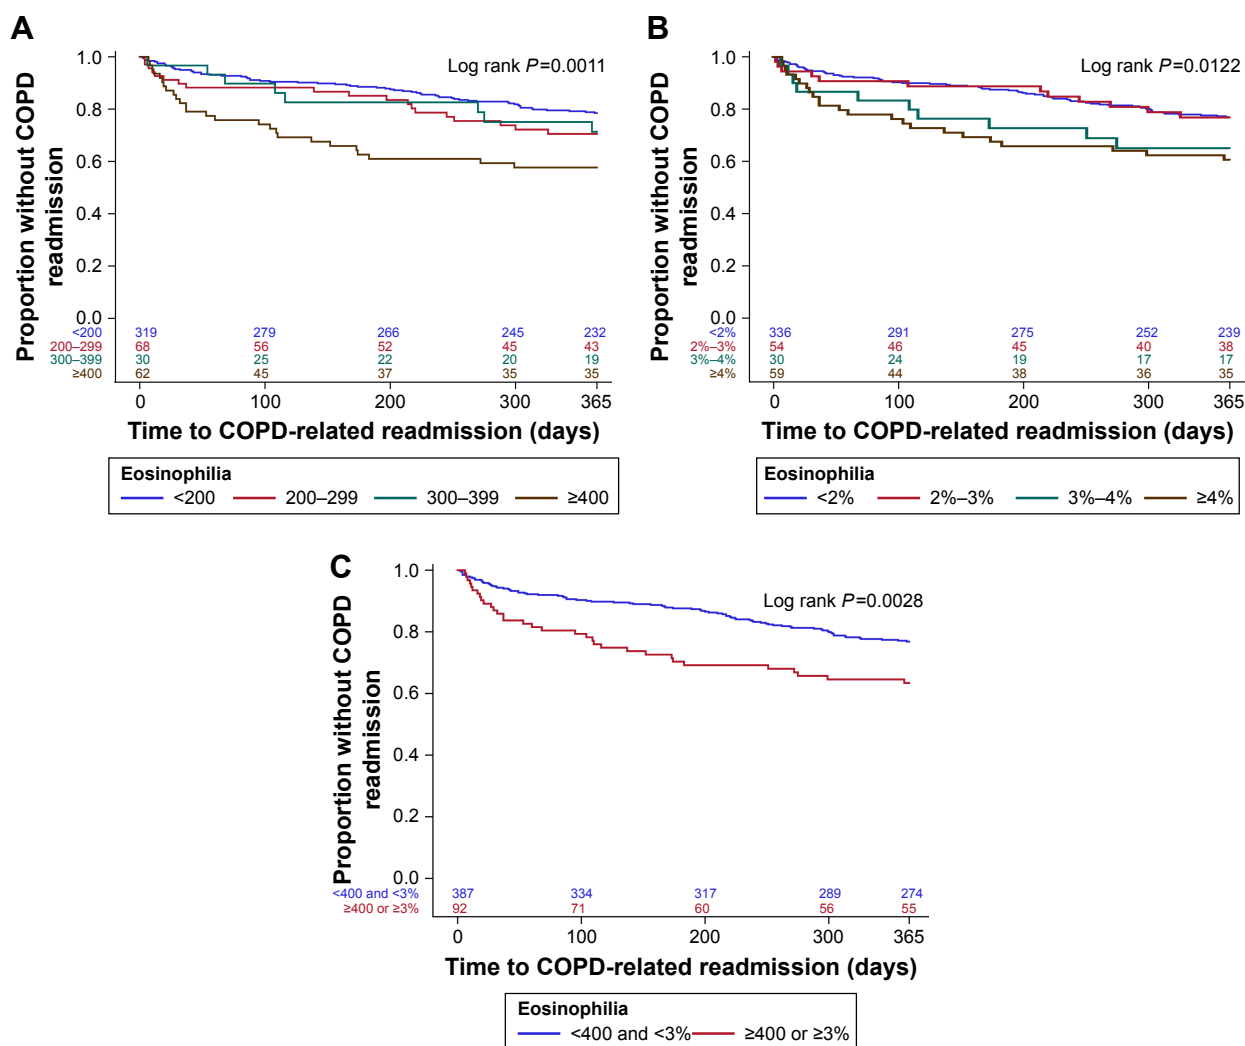 A
Proportion without COPD
readmission
Log rank P=0.0011
1.0
0.8
0.6
0.4
0.2
0.0
<200 319 279 266 245 232
200–299 68 56 52 45 43
300–399 30 25 22 20 19
≥400 62 45 37 35 35
0 100 200 300 365
Time to COPD-related readmission (days)
Eosinophilia
<200 200–299 300–399 ≥400
B
Proportion without COPD
readmission
Log rank P=0.0122
1.0
0.8
0.6
0.4
0.2
0.0
<2% 336 291 275 252 239
2%–3% 54 46 45 40 38
3%–4% 30 24 19 17 17
≥4% 59 44 38 36 35
0 100 200 300 365
Time to COPD-related readmission (days)
Eosinophilia
<2% 2%–3% 3%–4% ≥4%
C
Proportion without COPD
readmission
Log rank P=0.0028
1.0
0.8
0.6
0.4
0.2
0.0
<400 and <3% 387 334 317 289 274
≥400 or ≥3% 92 71 60 56 55
0 100 200 300 365
Time to COPD-related readmission (days)
Eosinophilia
<400 and <3% ≥400 or ≥3%